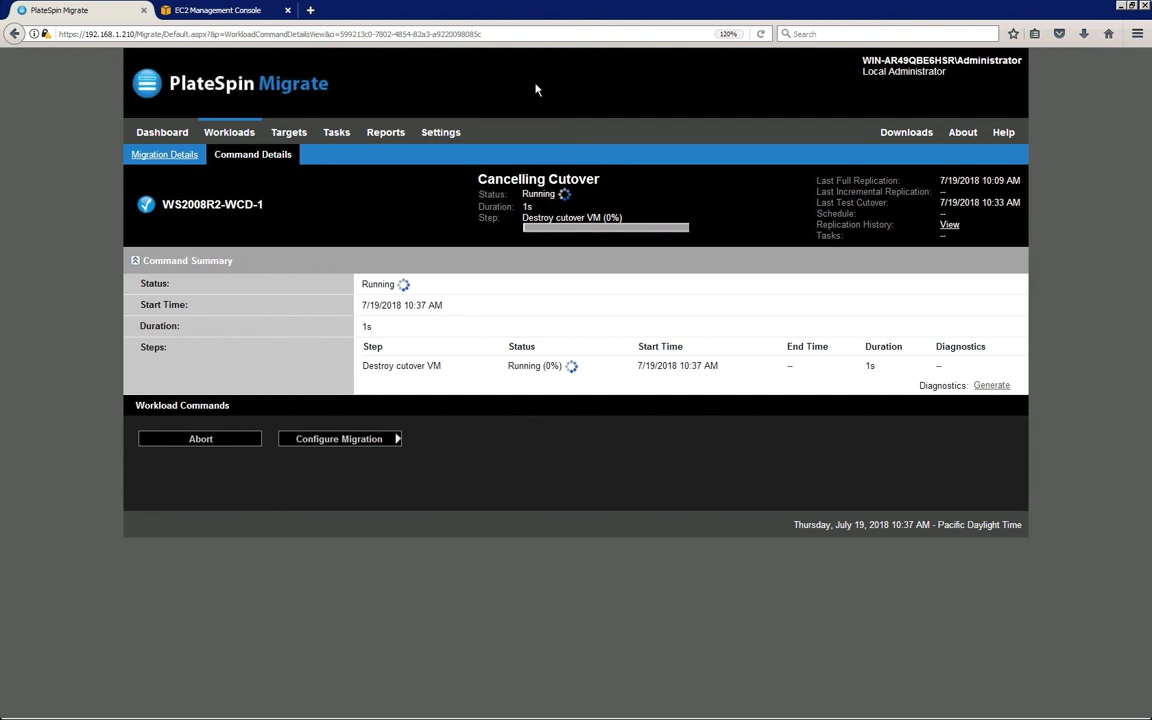 PlateSpin Migrate
EC2 Management Console
https://192.168.1.210/Migrate/Default.aspx?&p=WorkloadCommandDetailsView&ci=599213c0-7802-4854-82a3-a9220098085c
120%
Search
PlateSpin Migrate
WIN-AR49QBE6HSR\Administrator
Local Administrator
Dashboard Workloads Targets Tasks Reports Settings Downloads About Help
Migration Details Command Details
WS2008R2-WCD-1
Cancelling Cutover
Status: Running
Duration: 1s
Step: Destroy cutover VM (0%)
Last Full Replication: 7/19/2018 10:09 AM
Last Incremental Replication: --
Last Test Cutover: 7/19/2018 10:33 AM
Schedule: --
Replication History: View
Tasks: --
Command Summary
Status: Running
Start Time: 7/19/2018 10:37 AM
Duration: 1s
Steps: Step Status Start Time End Time Duration Diagnostics
Destroy cutover VM Running (0%) 7/19/2018 10:37 AM -- 1s --
Diagnostics: Generate
Workload Commands
Abort Configure Migration
Thursday, July 19, 2018 10:37 AM - Pacific Daylight Time